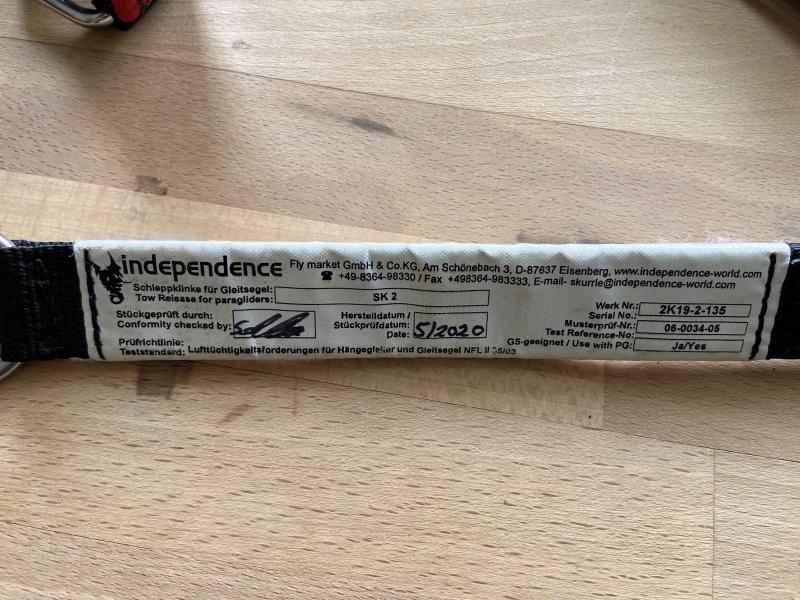 independence Fly market GmbH & Co.KG, Am Schönebach 3, D-87637 Eisenberg, www.independence-world.com
☎ +49-8364-98330 / Fax +498364-983333, E-mail- skurrle@independence-world.com
Schleppklinke für Gleitsegel:
Tow Release for paragliders: SK 2
Stückgeprüft durch:
Conformity checked by:
Herstelldatum /
Stückprüfdatum:
Date: 5/2020
Werk Nr.:
Serial No.: 2K19-2-135
Musterprüf-Nr.:
Test Reference-No: 06-0034-05
GS-geeignet / Use with PG: Ja/Yes
Prüfrichtlinie:
Teststandard: Lufttüchtigkeitsforderungen für Hängegleiter und Gleitsegel NFL II 35/03